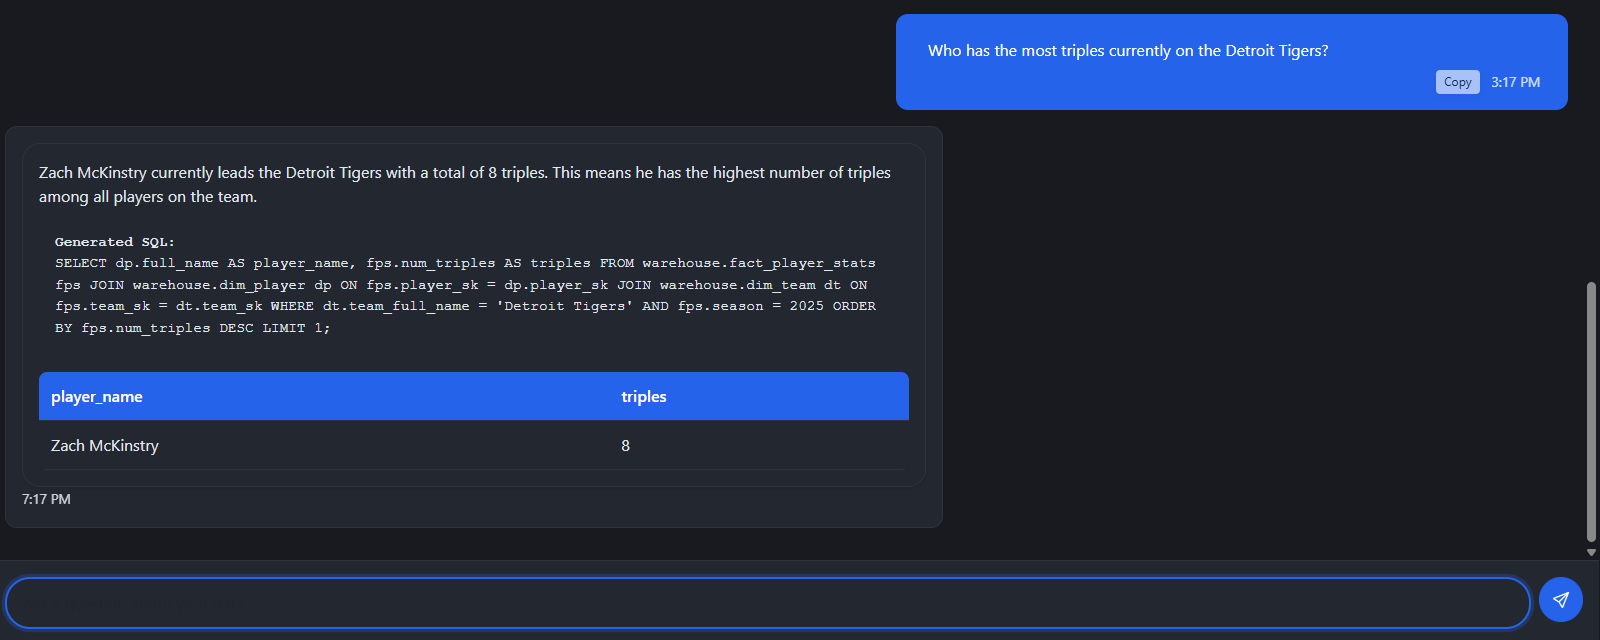 Who has the most triples currently on the Detroit Tigers?
Copy 3:17 PM
Zach McKinstry currently leads the Detroit Tigers with a total of 8 triples. This means he has the highest number of triples
among all players on the team.
Generated SQL:
SELECT dp.full_name AS player_name, fps.num_triples AS triples FROM warehouse.fact_player_stats
fps JOIN warehouse.dim_player dp ON fps.player_sk = dp.player_sk JOIN warehouse.dim_team dt ON
fps.team_sk = dt.team_sk WHERE dt.team_full_name = 'Detroit Tigers' AND fps.season = 2025 ORDER
BY fps.num_triples DESC LIMIT 1;
player_name triples
Zach McKinstry 8
7:17 PM